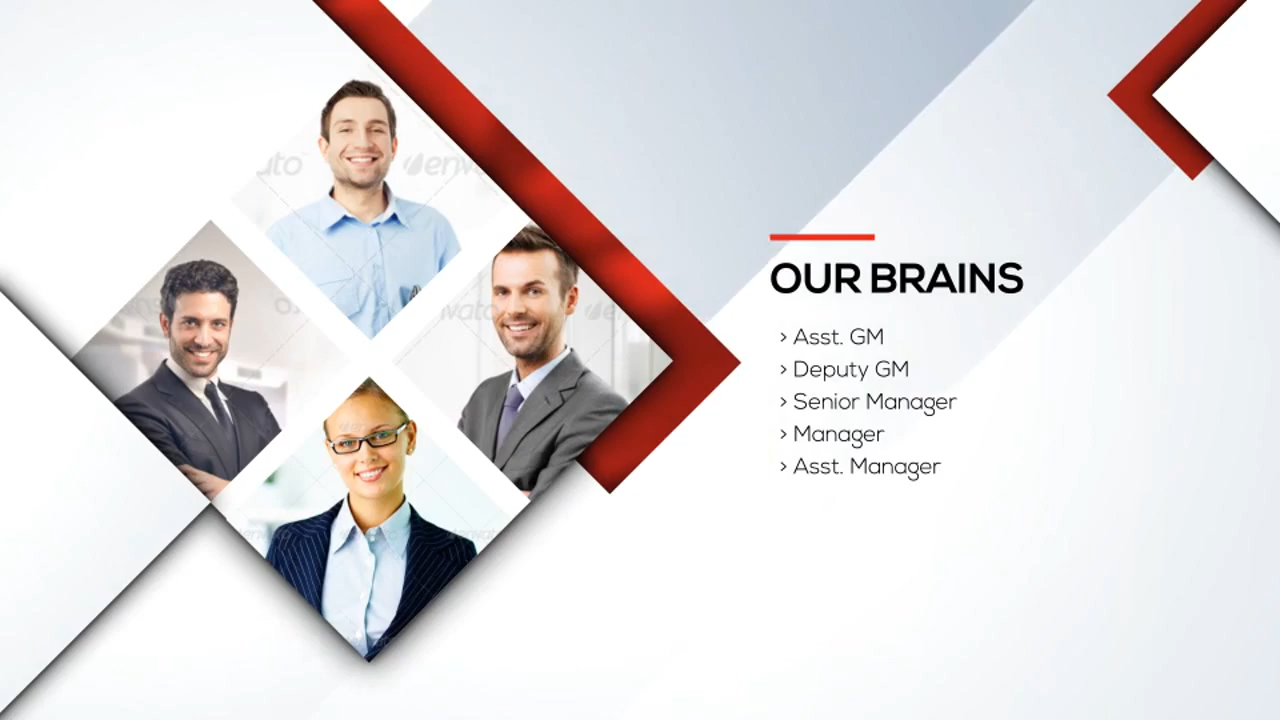 OUR BRAINS
> Asst. GM
> Deputy GM
> Senior Manager
> Manager
> Asst. Manager